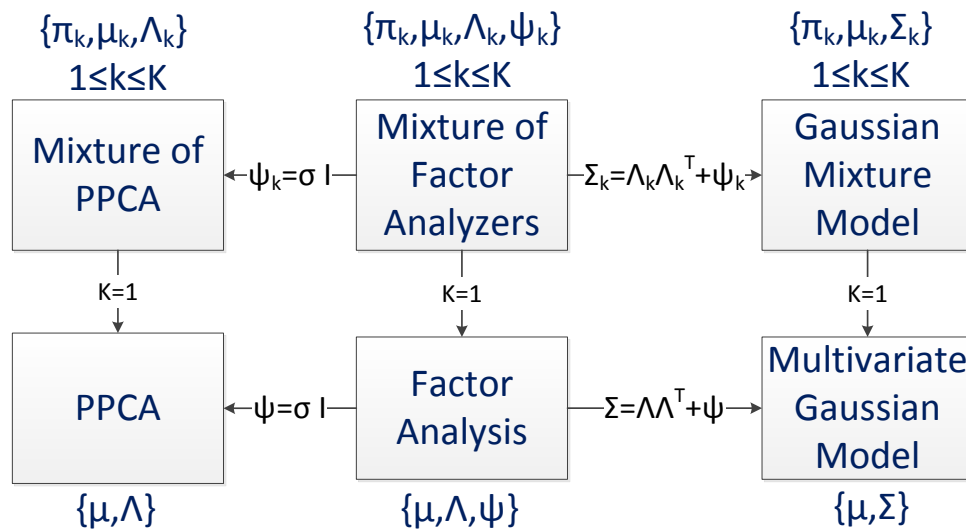 {πk,μk,Λk}
1≤k≤K
{πk,μk,Λk,ψk}
1≤k≤K
{πk,μk,Σk}
1≤k≤K
Mixture of
PPCA
ψk=σ I
Mixture of
Factor
Analyzers
Σk=ΛkΛkᵀ+ψk
Gaussian
Mixture
Model
K=1
K=1
K=1
PPCA
ψ=σ I
Factor
Analysis
Σ=ΛΛᵀ+ψ
Multivariate
Gaussian
Model
{μ,Λ}
{μ,Λ,ψ}
{μ,Σ}